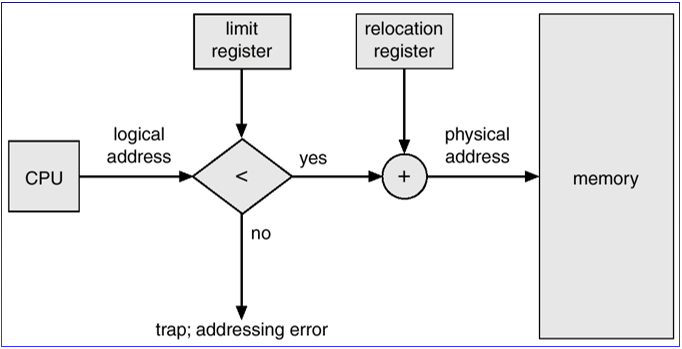 limit
register
relocation
register
logical
address
CPU
<
yes
+
physical
address
memory
no
trap; addressing error